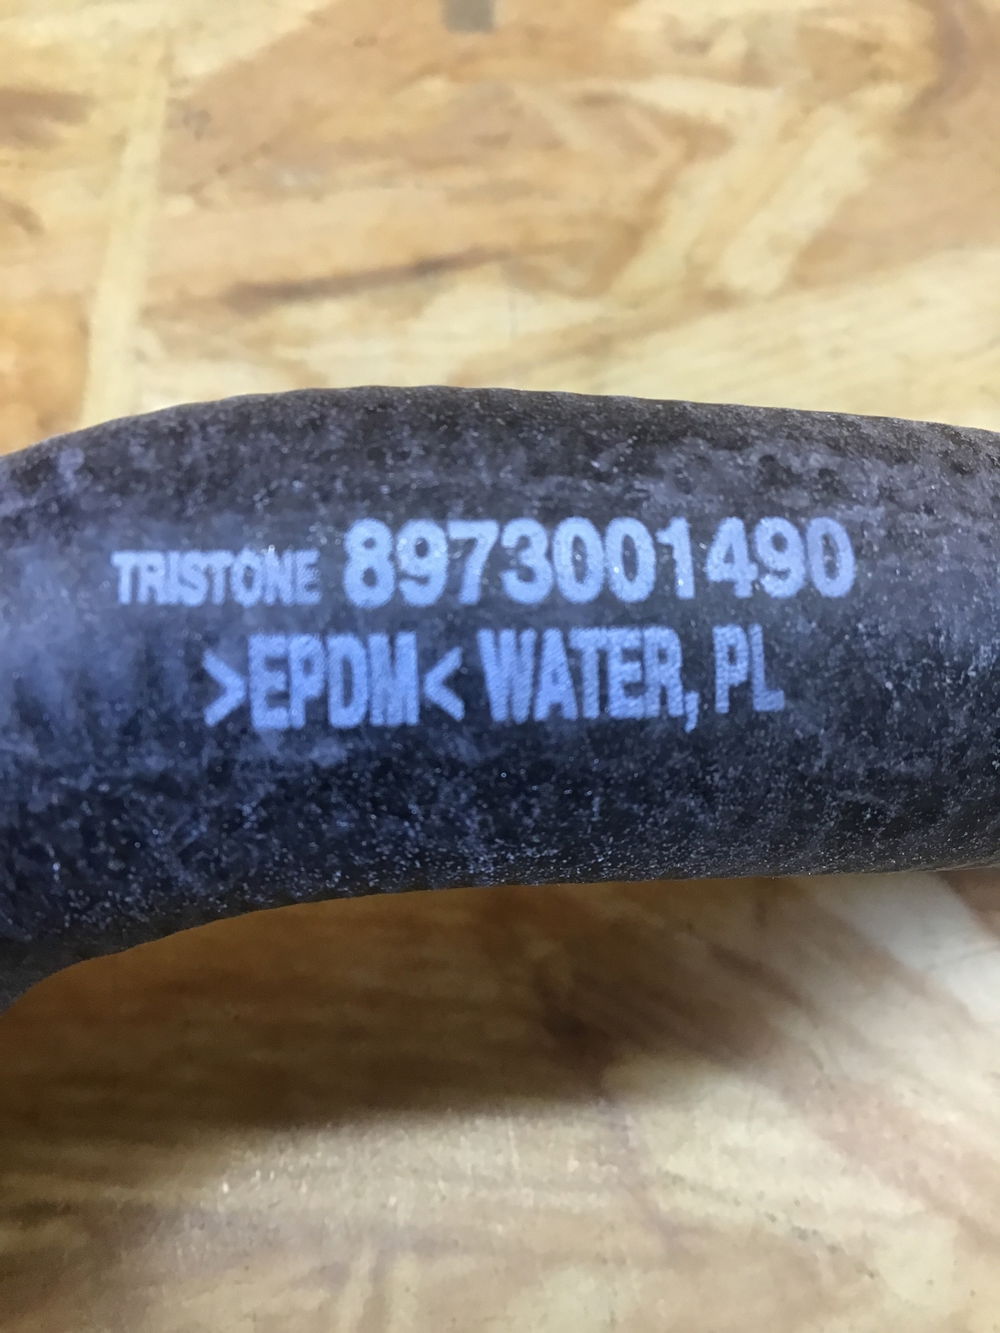 TRISTONE 8973001490
>EPDM< WATER, PL